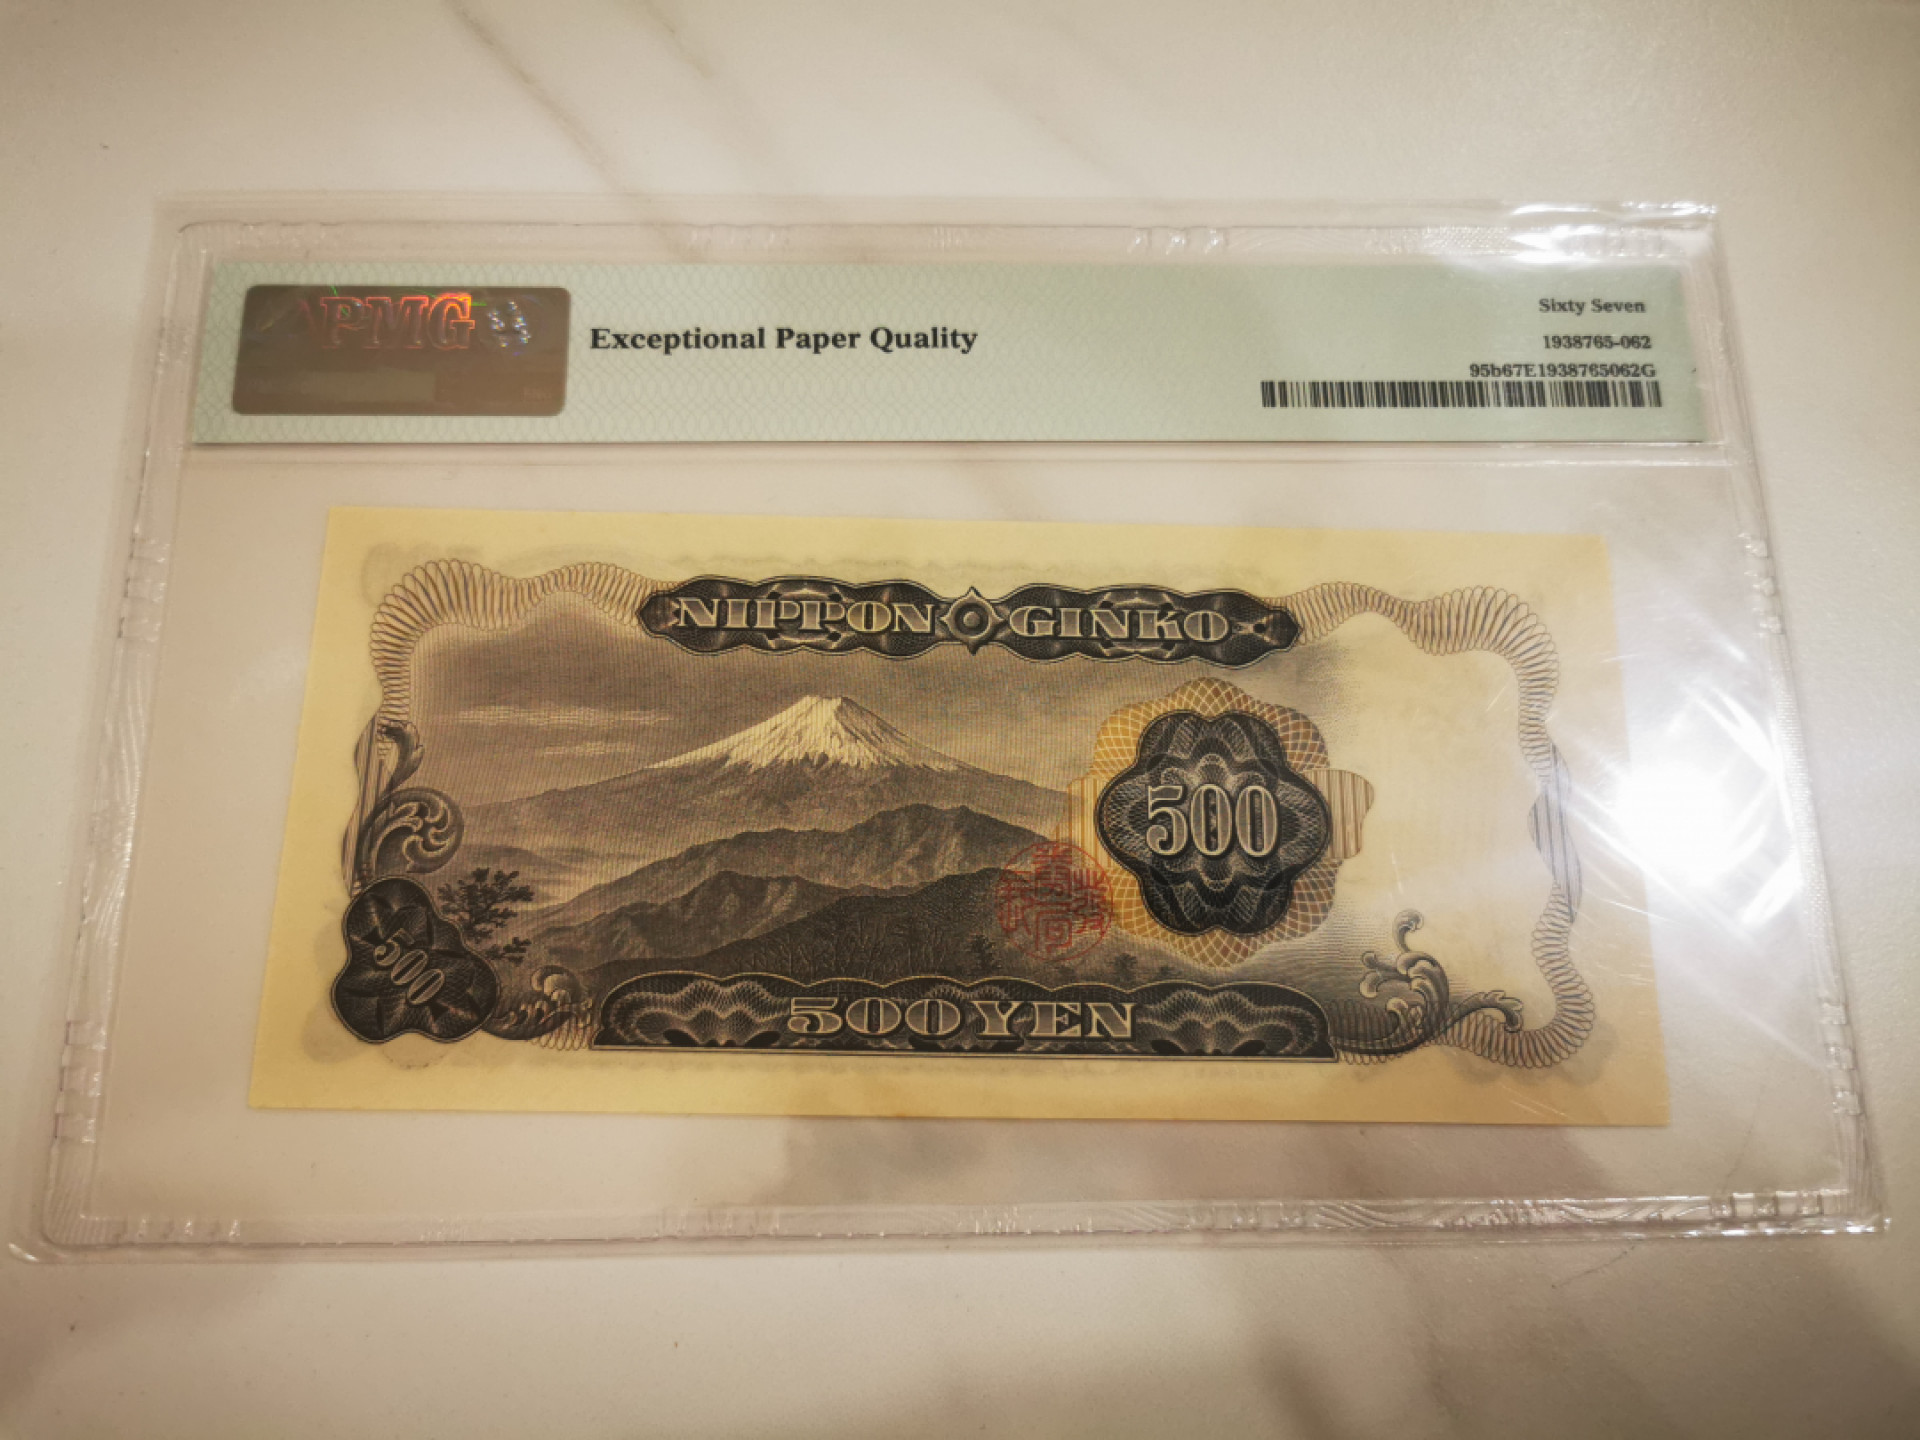 PMG
Exceptional Paper Quality
Sixty Seven
1938765-062
95b67E1938765062G
NIPPON GINKO
500
500
500 YEN